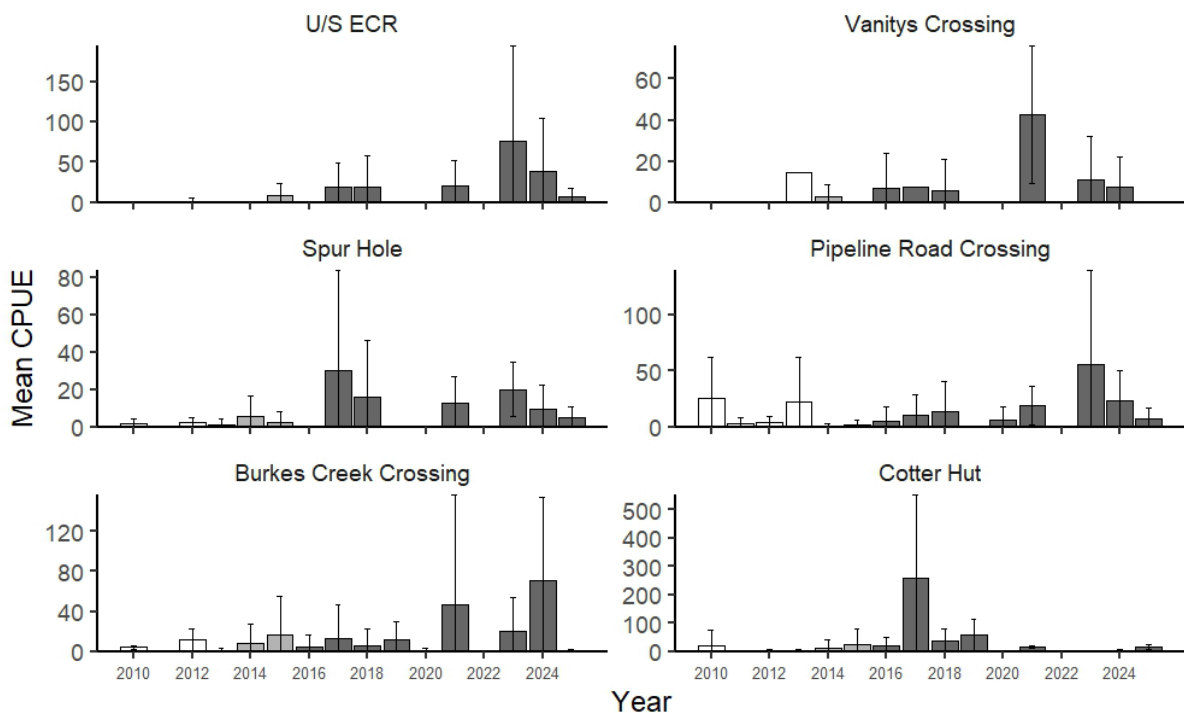 U/S ECR
Vanitys Crossing
150
100
50
0
60
40
20
0
Spur Hole
Pipeline Road Crossing
80
60
40
20
0
100
50
0
Burkes Creek Crossing
Cotter Hut
120
80
40
0
500
400
300
200
100
0
Mean CPUE
2010 2012 2014 2016 2018 2020 2022 2024
2010 2012 2014 2016 2018 2020 2022 2024
Year